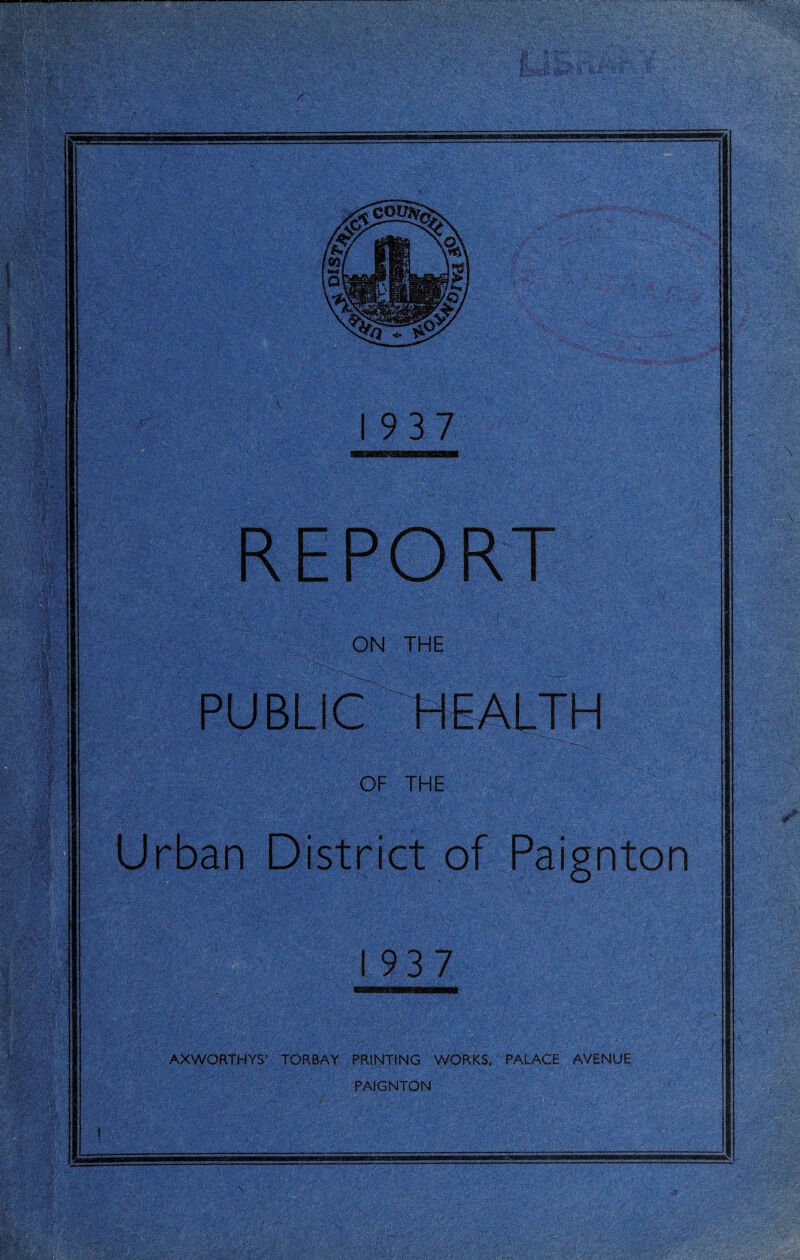 LIBRARY
URBAN DISTRICT COUNCIL OF PAIGNTON
1937
REPORT
ON THE
PUBLIC HEALTH
OF THE
Urban District of Paignton
1937
AXWORTHYS' TORBAY PRINTING WORKS, PALACE AVENUE
PAIGNTON